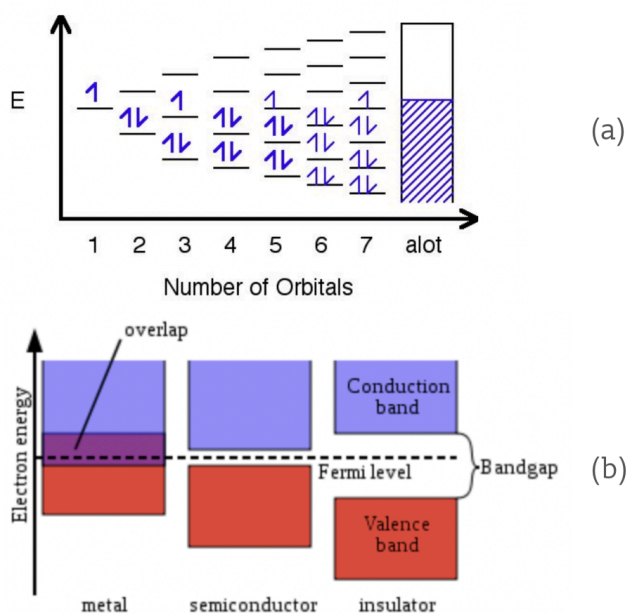 E
(a)
1 2 3 4 5 6 7 alot
Number of Orbitals
overlap
Electron energy
Conduction
band
Fermi level
Bandgap
(b)
Valence
band
metal semiconductor insulator